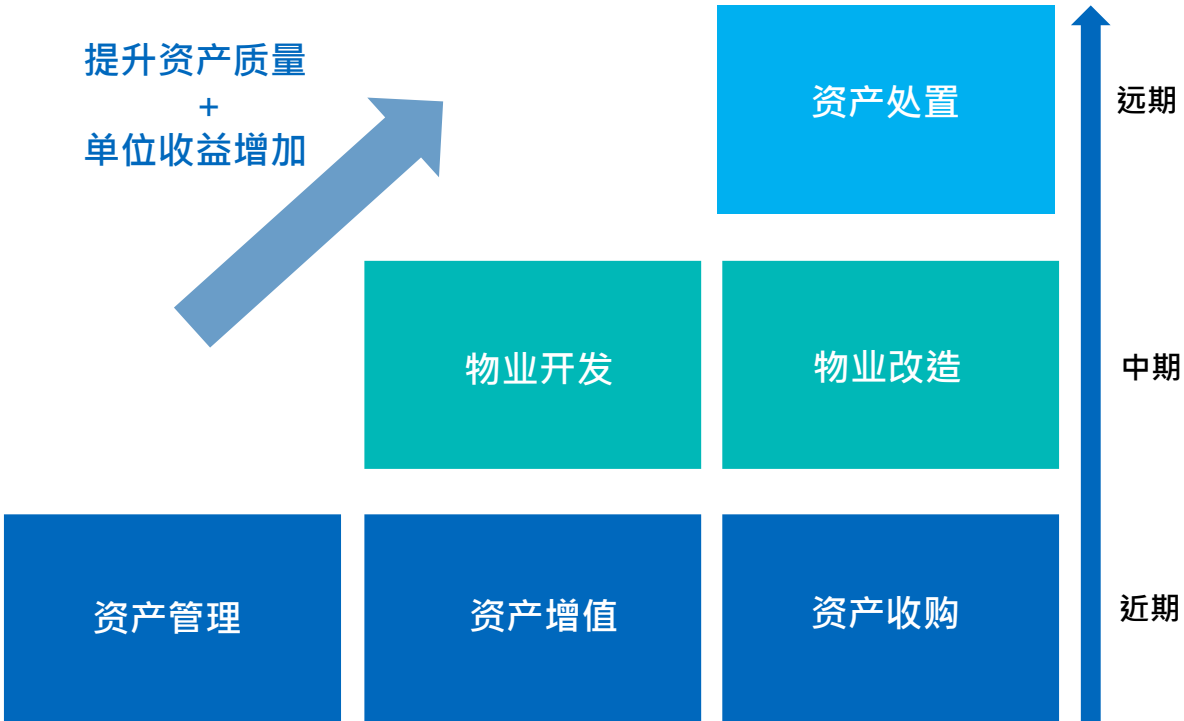 提升资产质量
+
单位收益增加
资产处置
远期
物业开发
物业改造
中期
资产管理
资产增值
资产收购
近期